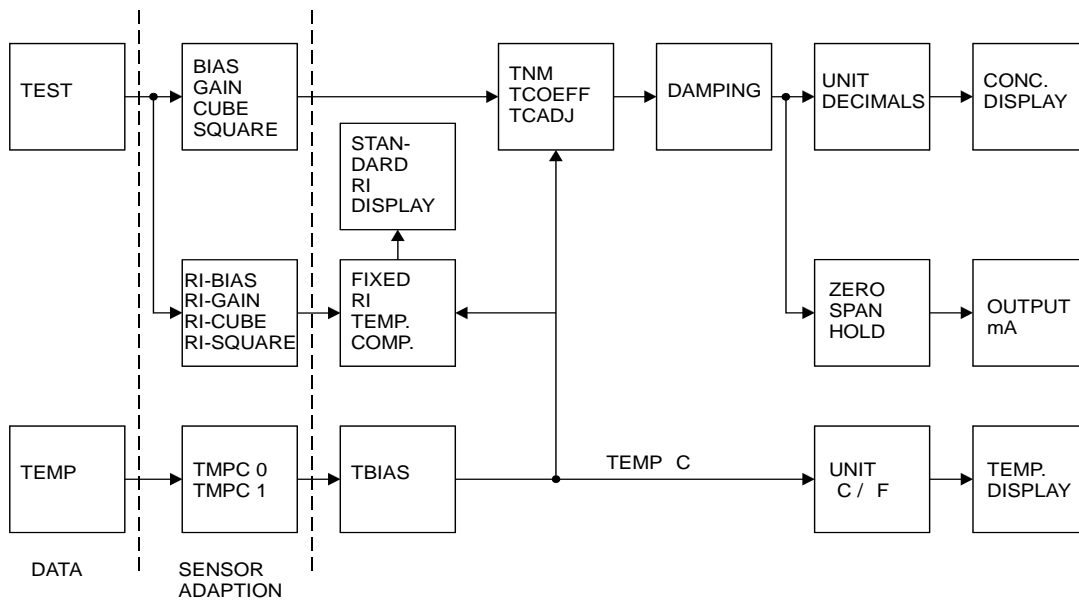 TEST
BIAS
GAIN
CUBE
SQUARE
TNM
TCOEFF
TCADJ
DAMPING
UNIT
DECIMALS
CONC.
DISPLAY
STAN-
DARD
RI
DISPLAY
RI-BIAS
RI-GAIN
RI-CUBE
RI-SQUARE
FIXED
RI
TEMP.
COMP.
ZERO
SPAN
HOLD
OUTPUT
mA
TEMP
TMPC 0
TMPC 1
TBIAS
TEMP C
UNIT
C / F
TEMP.
DISPLAY
DATA
SENSOR
ADAPTION